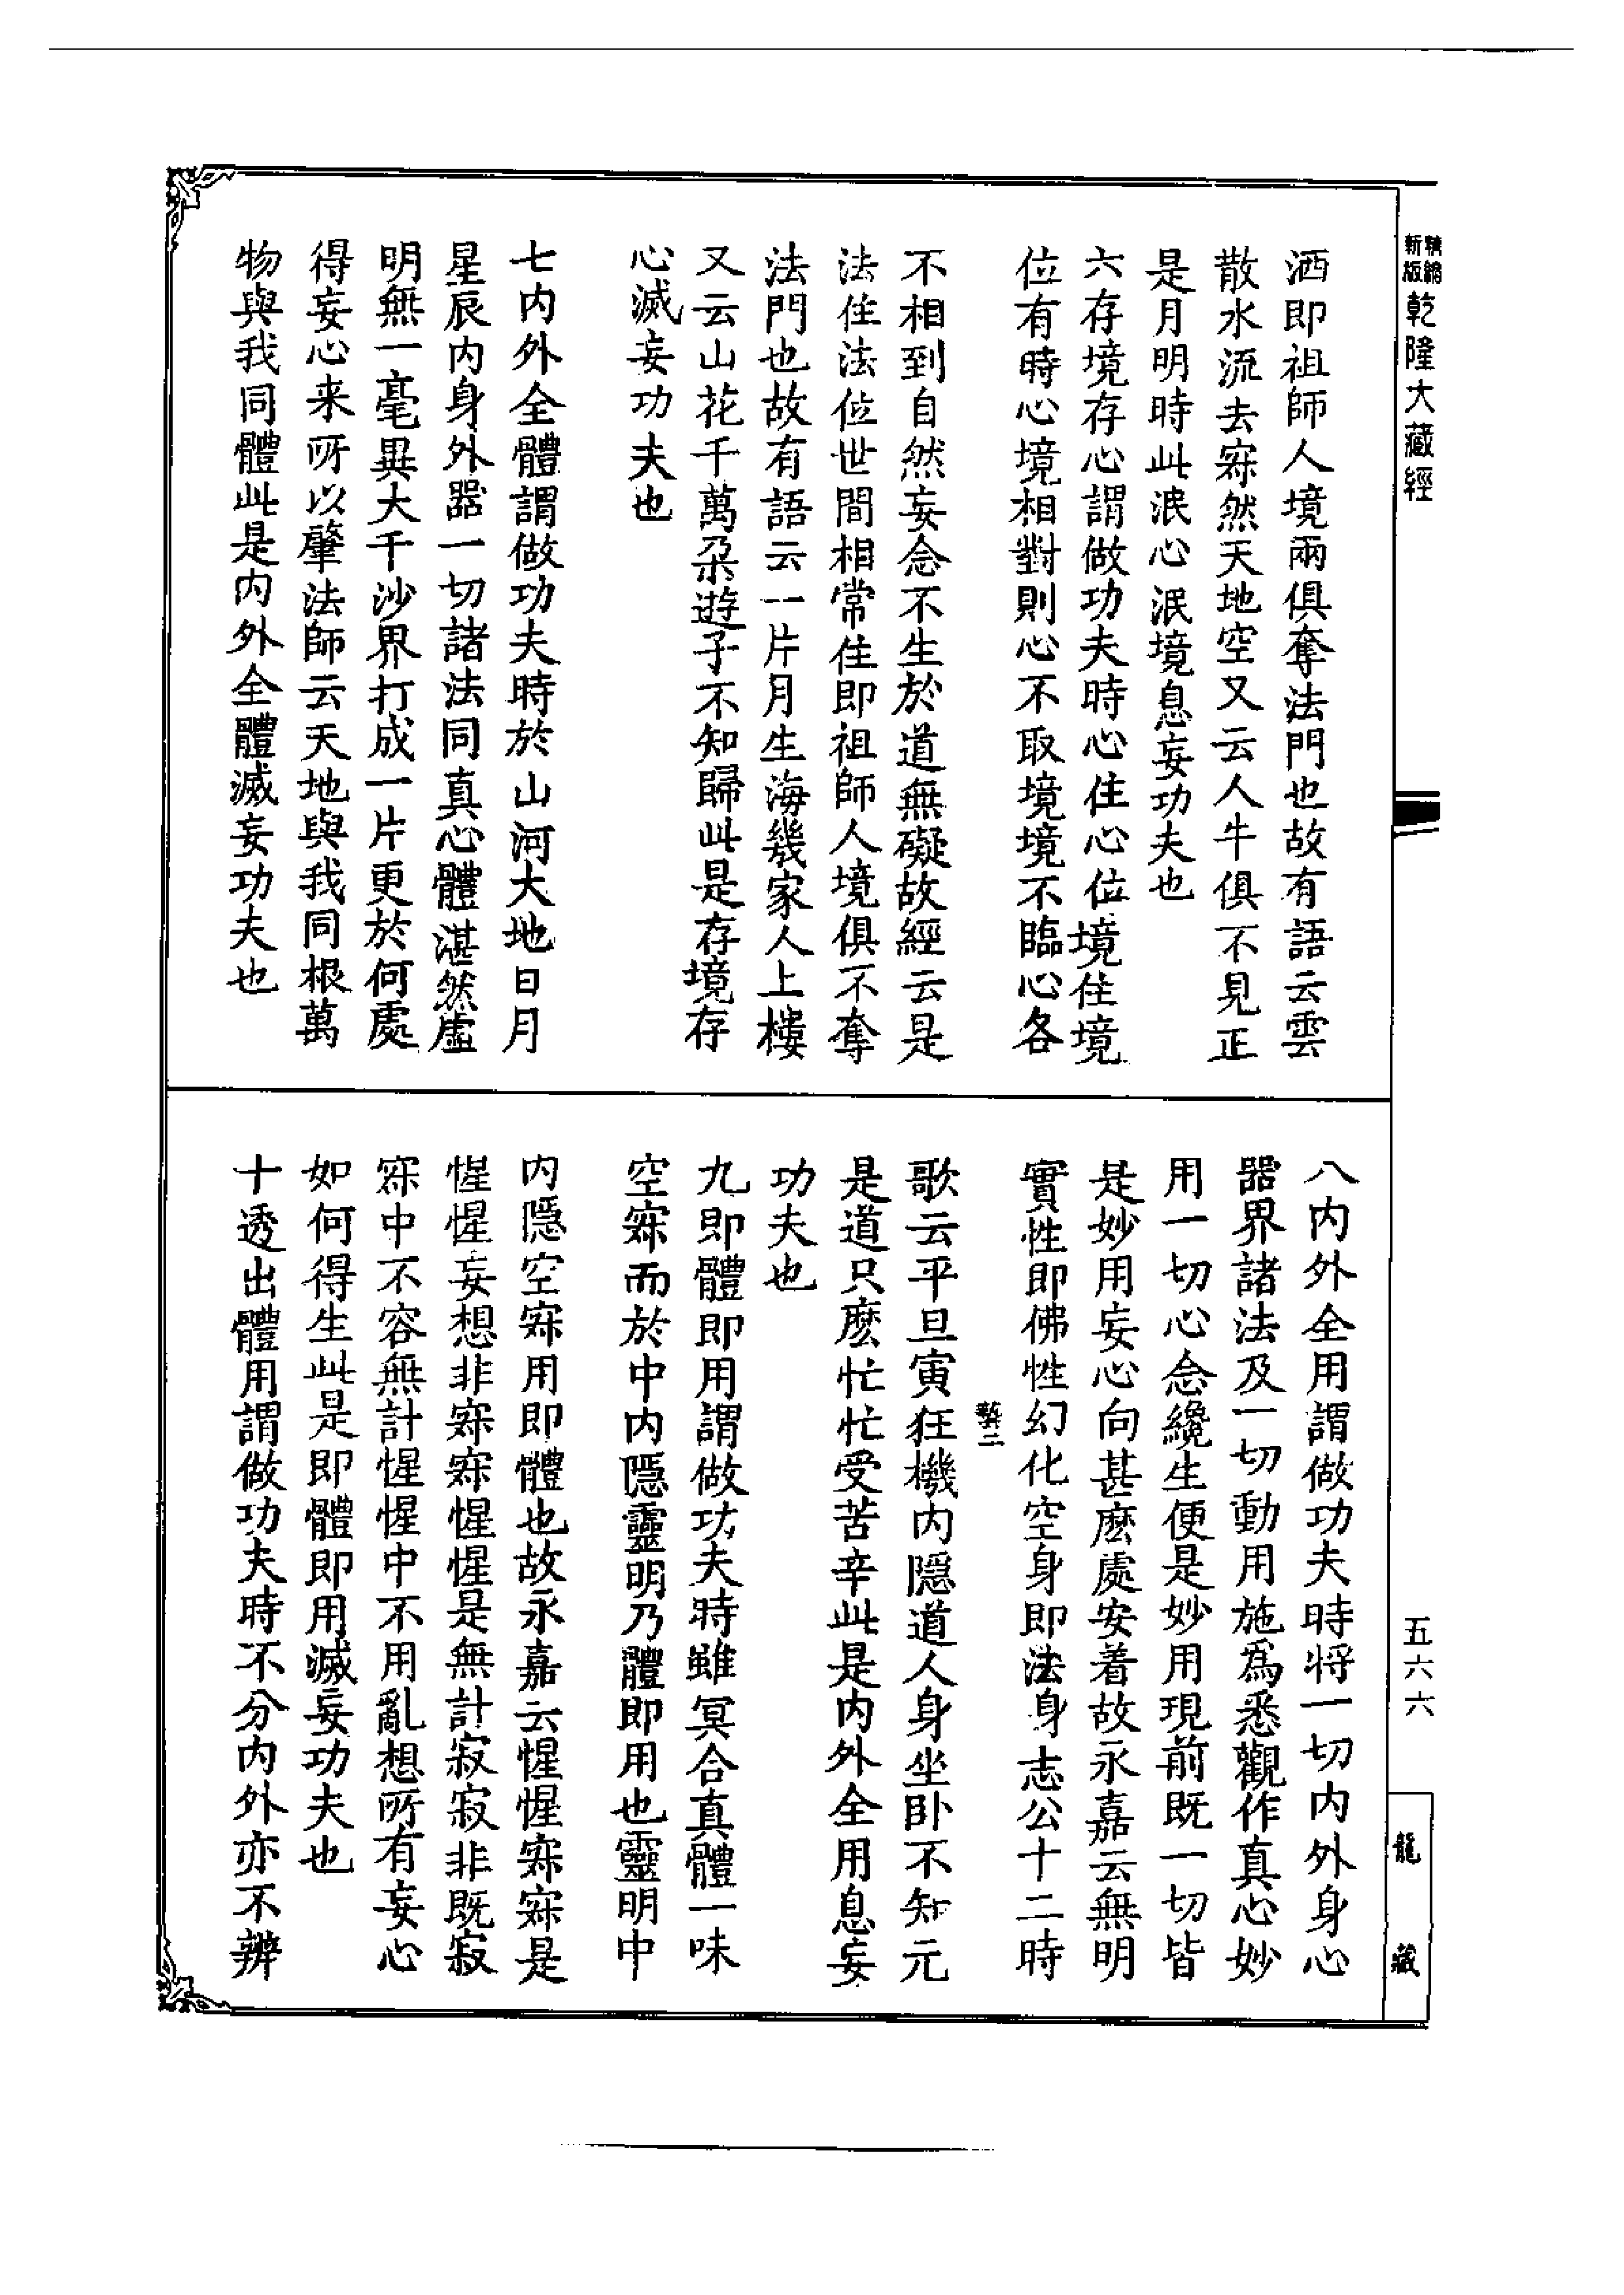 精縮
新版
乾隆大藏經
洒即祖師人境兩俱奪法門也故有語云雲
散水流去㝛然天地空又云人牛俱不見正
是月明時此泯心泯境息妄功夫也
六存境存心謂做功夫時心住心位境住境
位有時心境相對則心不取境境不臨心各
不相到自然妄念不生於道無礙故經云是
法住法位世間相常住即祖師人境俱不奪
法門也故有語云一片月生海幾家人上樓
又云山花千萬朶遊子不知歸此是存境存
心滅妄功夫也
七內外全體謂做功夫時於山河大地日月
星辰內身外器一切諸法同真心體湛然虛
明無一毫異大千沙界打成一片更於何處
得妄心来所以肇法師云天地與我同根萬
物與我同體此是內外全體滅妄功夫也
八內外全用謂做功夫時將一切內外身心
器界諸法及一切動用施爲悉觀作真心妙
用一切心念纔生便是妙用現前既一切皆
是妙用妄心向甚麽處安着故永嘉云無明
實性即佛性幻化空身即法身志公十二時
歌云平旦寅狂機內隱道人身坐卧不知元
是道只麽忙忙受苦辛此是內外全用息妄
功夫也
九即體即用謂做功夫時雖冥合真體一味
空㝛而於中內隱靈明乃體即用也靈明中
內隱空㝛用即體也故永嘉云惺惺㝛㝛是
惺惺妄想非㝛㝛惺惺是無計寂寂非既寂
㝛中不容無計惺惺中不用亂想所有妄心
如何得生此是即體即用滅妄功夫也
十透出體用謂做功夫時不分內外亦不辨
五六六
龍藏